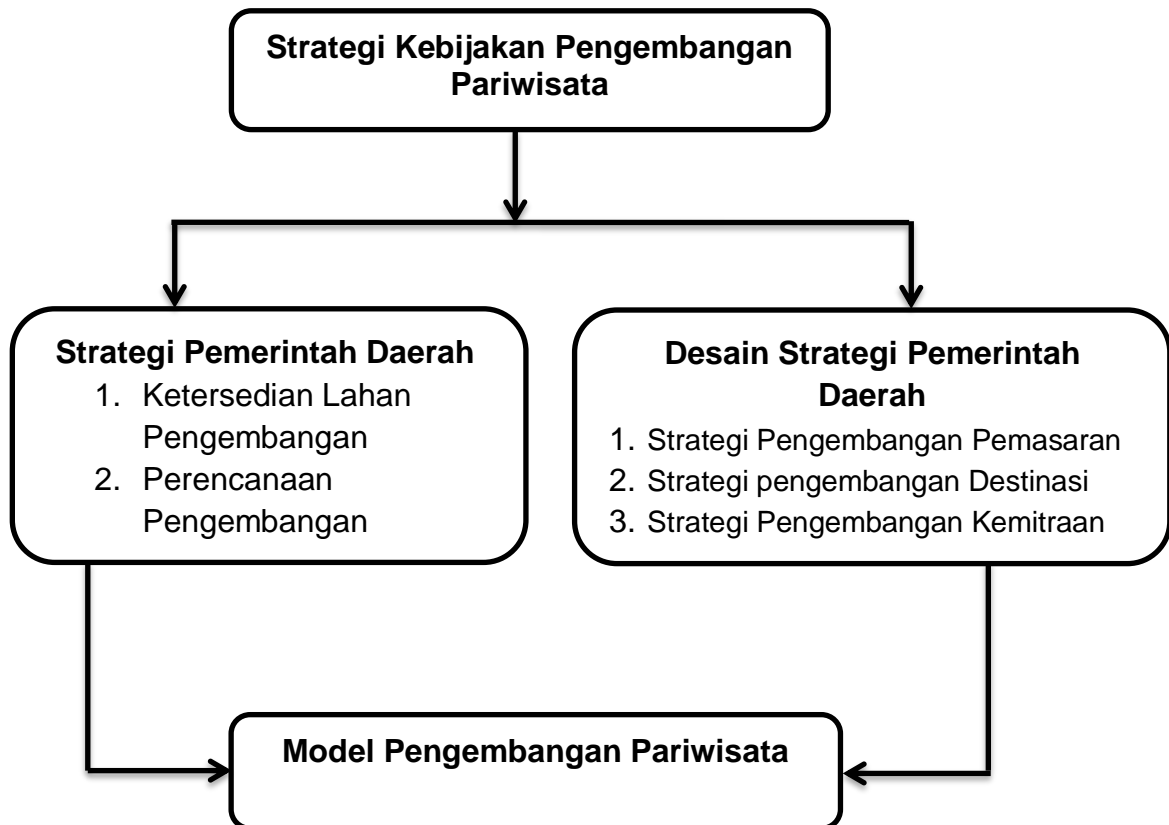 Strategi Kebijakan Pengembangan
Pariwisata
Strategi Pemerintah Daerah
1. Ketersedian Lahan
Pengembangan
2. Perencanaan
Pengembangan
Desain Strategi Pemerintah
Daerah
1. Strategi Pengembangan Pemasaran
2. Strategi pengembangan Destinasi
3. Strategi Pengembangan Kemitraan
Model Pengembangan Pariwisata